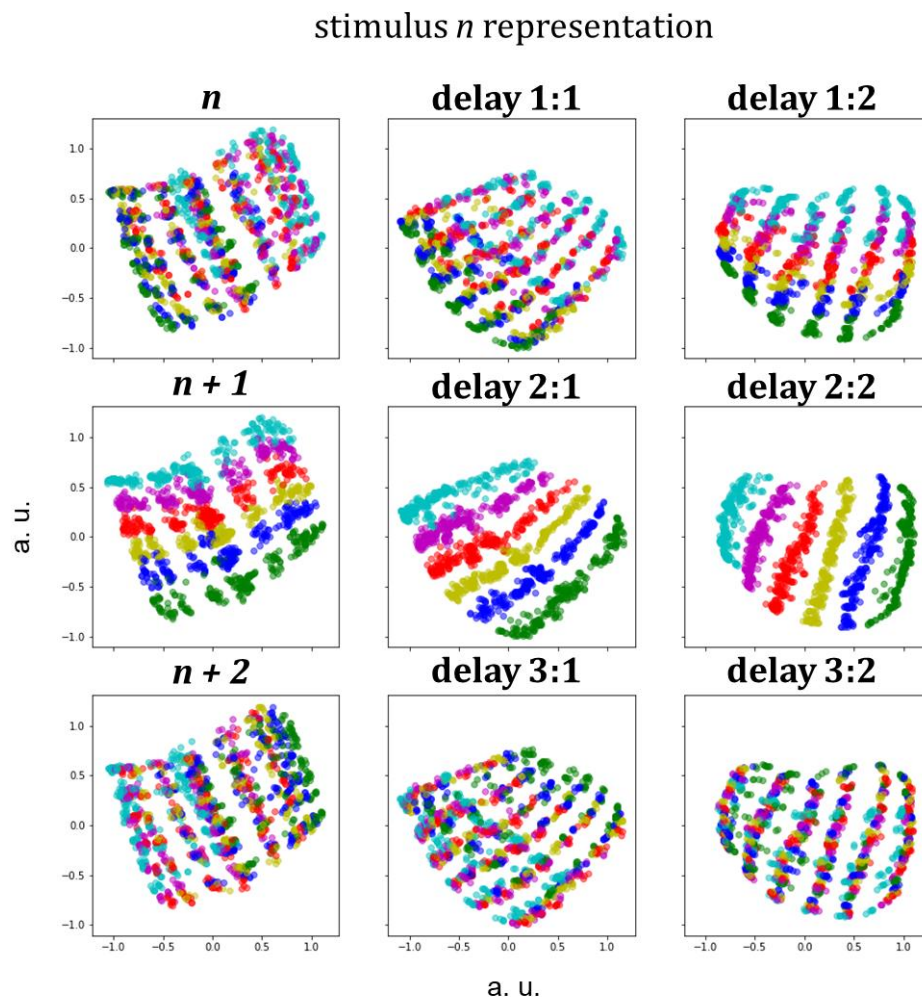 stimulus n representation
n
delay 1:1
delay 1:2
1.0
0.5
0.0
−0.5
−1.0
n + 1
delay 2:1
delay 2:2
1.0
0.5
0.0
−0.5
−1.0
a. u.
n + 2
delay 3:1
delay 3:2
1.0
0.5
0.0
−0.5
−1.0
−1.0 −0.5 0.0 0.5 1.0
−1.0 −0.5 0.0 0.5 1.0
−1.0 −0.5 0.0 0.5 1.0
a. u.